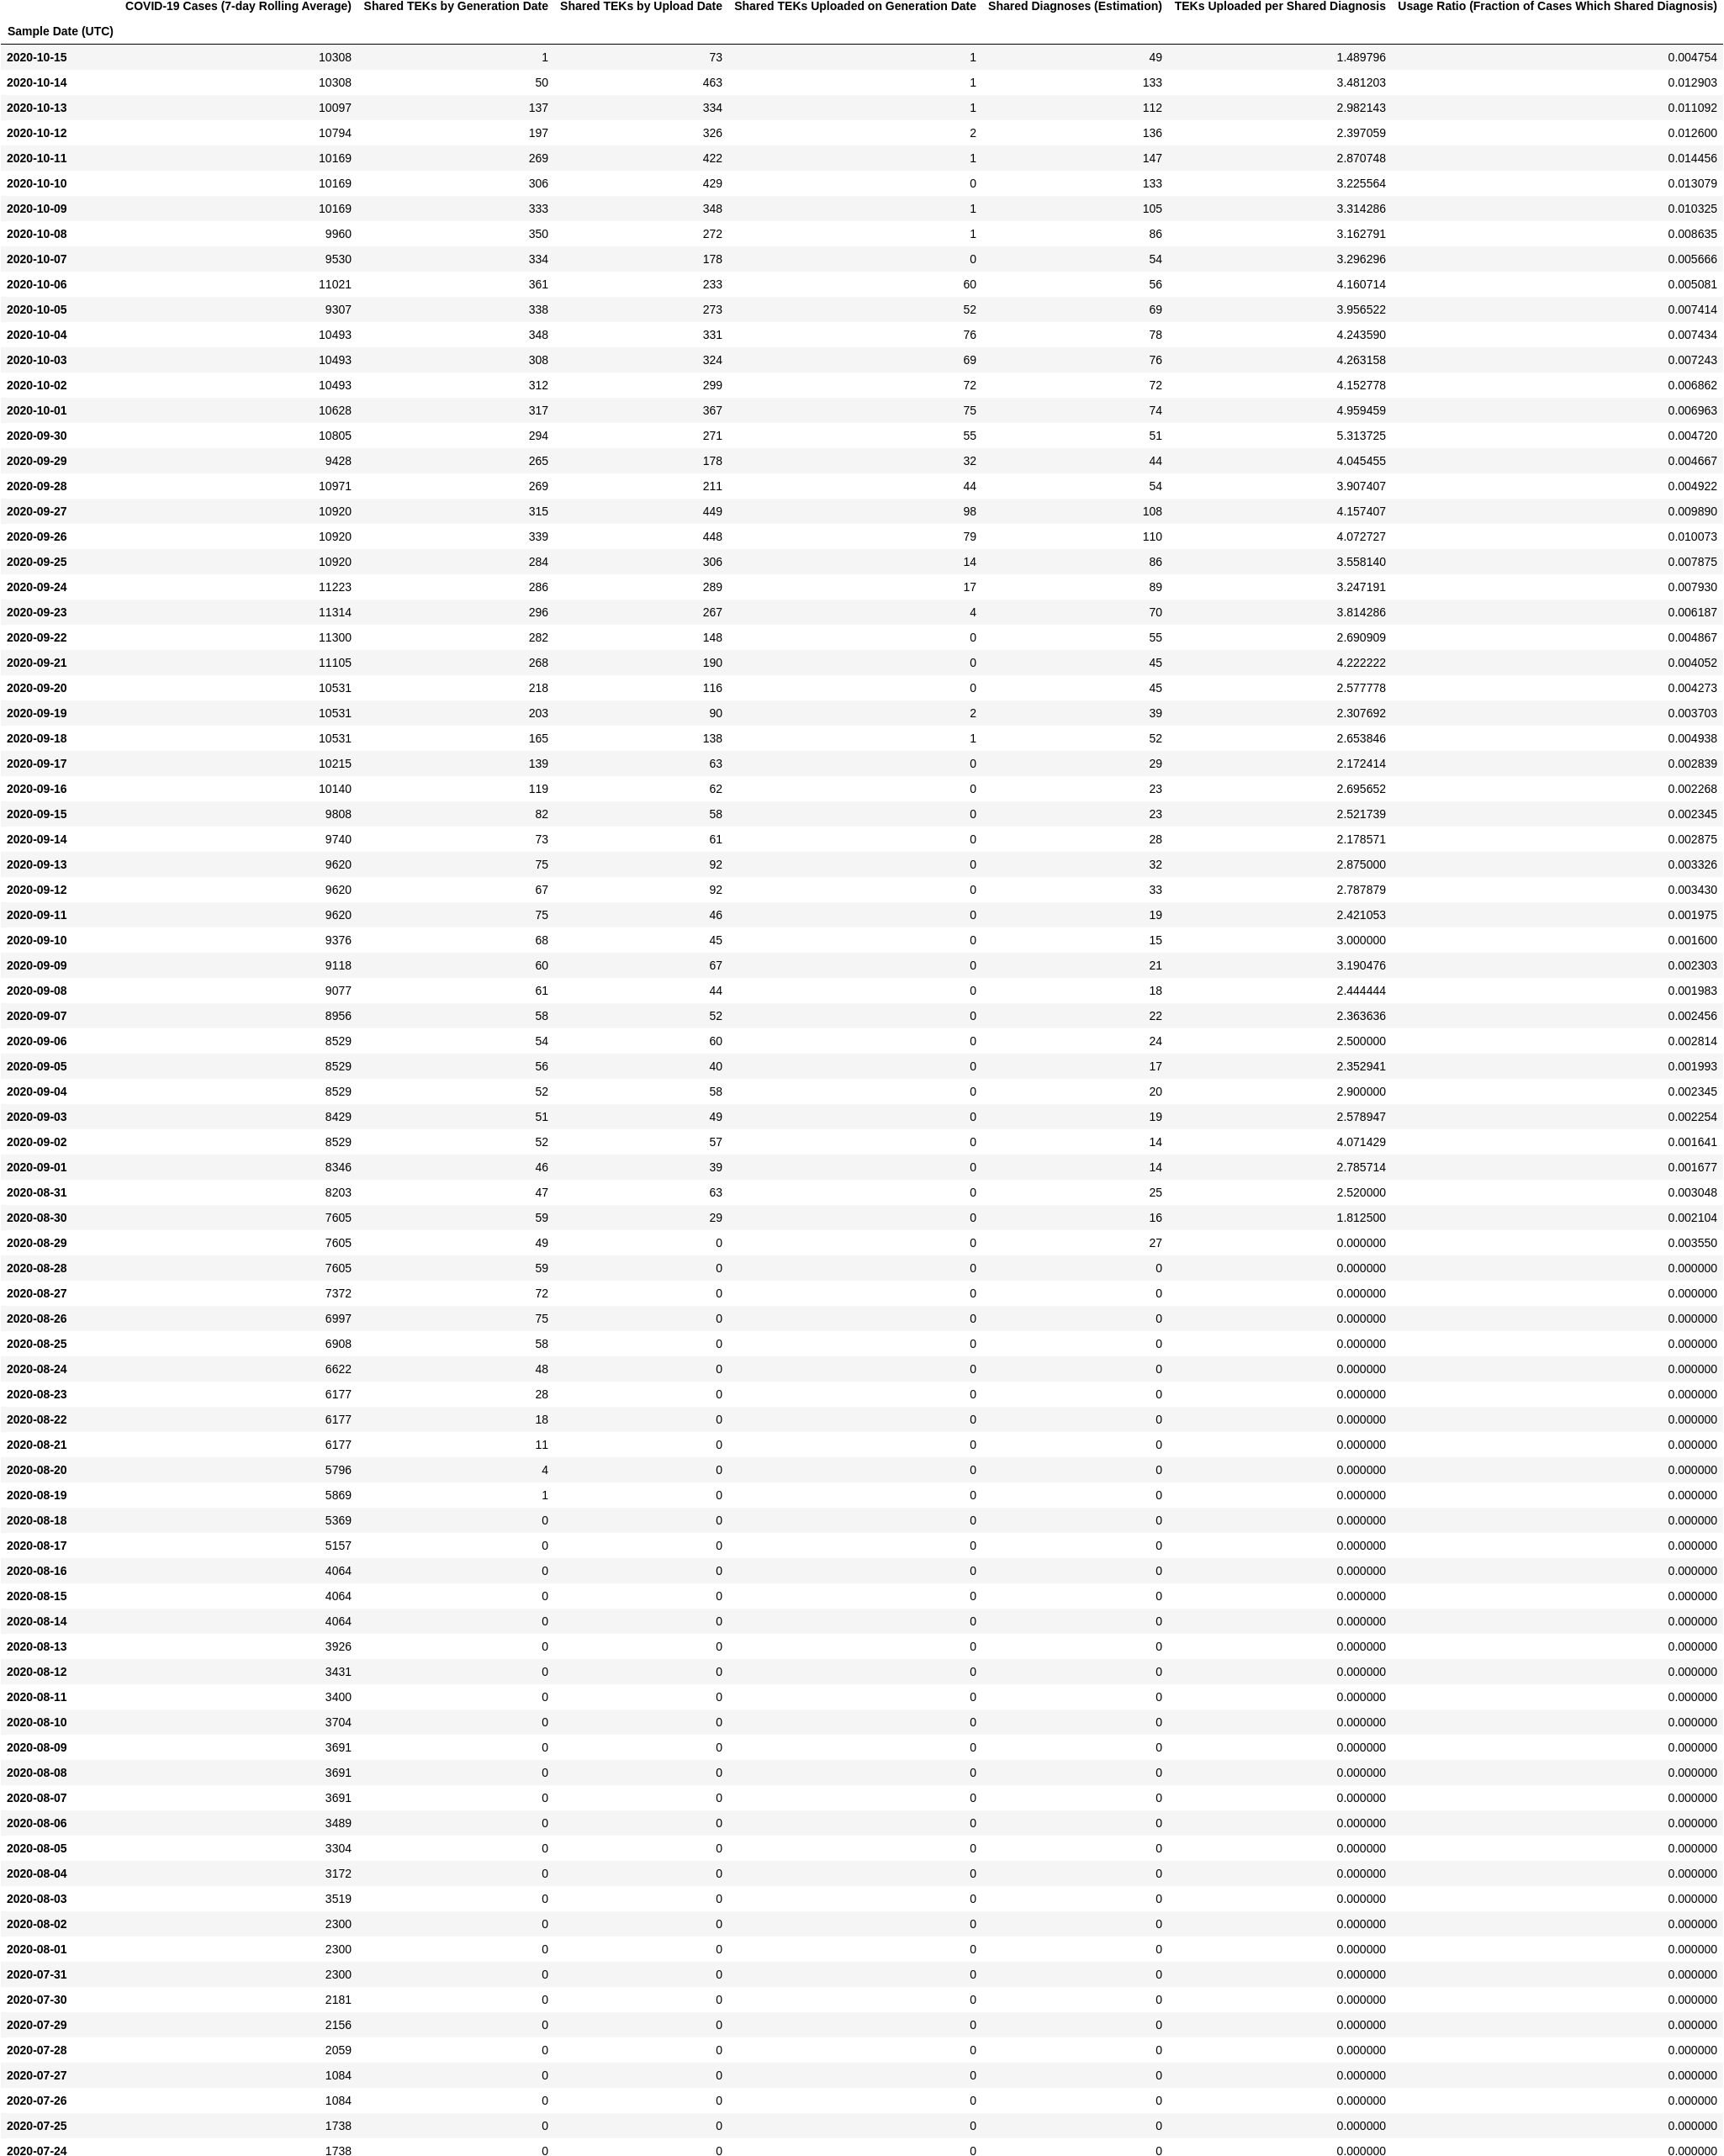 COVID-19 Cases (7-day Rolling Average) Shared TEKs by Generation Date Shared TEKs by Upload Date Shared TEKs Uploaded on Generation Date Shared Diagnoses (Estimation) TEKs Uploaded per Shared Diagnosis Usage Ratio (Fraction of Cases Which Shared Diagnosis)
Sample Date (UTC)
2020-10-15 10308 1 73 1 49 1.489796 0.004754
2020-10-14 10308 50 463 1 133 3.481203 0.012903
2020-10-13 10097 137 334 1 112 2.982143 0.011092
2020-10-12 10794 197 326 2 136 2.397059 0.012600
2020-10-11 10169 269 422 1 147 2.870748 0.014456
2020-10-10 10169 306 429 0 133 3.225564 0.013079
2020-10-09 10169 333 348 1 105 3.314286 0.010325
2020-10-08 9960 350 272 1 86 3.162791 0.008635
2020-10-07 9530 334 178 0 54 3.296296 0.005666
2020-10-06 11021 361 233 60 56 4.160714 0.005081
2020-10-05 9307 338 273 52 69 3.956522 0.007414
2020-10-04 10493 348 331 76 78 4.243590 0.007434
2020-10-03 10493 308 324 69 76 4.263158 0.007243
2020-10-02 10493 312 299 72 72 4.152778 0.006862
2020-10-01 10628 317 367 75 74 4.959459 0.006963
2020-09-30 10805 294 271 55 51 5.313725 0.004720
2020-09-29 9428 265 178 32 44 4.045455 0.004667
2020-09-28 10971 269 211 44 54 3.907407 0.004922
2020-09-27 10920 315 449 98 108 4.157407 0.009890
2020-09-26 10920 339 448 79 110 4.072727 0.010073
2020-09-25 10920 284 306 14 86 3.558140 0.007875
2020-09-24 11223 286 289 17 89 3.247191 0.007930
2020-09-23 11314 296 267 4 70 3.814286 0.006187
2020-09-22 11300 282 148 0 55 2.690909 0.004867
2020-09-21 11105 268 190 0 45 4.222222 0.004052
2020-09-20 10531 218 116 0 45 2.577778 0.004273
2020-09-19 10531 203 90 2 39 2.307692 0.003703
2020-09-18 10531 165 138 1 52 2.653846 0.004938
2020-09-17 10215 139 63 0 29 2.172414 0.002839
2020-09-16 10140 119 62 0 23 2.695652 0.002268
2020-09-15 9808 82 58 0 23 2.521739 0.002345
2020-09-14 9740 73 61 0 28 2.178571 0.002875
2020-09-13 9620 75 92 0 32 2.875000 0.003326
2020-09-12 9620 67 92 0 33 2.787879 0.003430
2020-09-11 9620 75 46 0 19 2.421053 0.001975
2020-09-10 9376 68 45 0 15 3.000000 0.001600
2020-09-09 9118 60 67 0 21 3.190476 0.002303
2020-09-08 9077 61 44 0 18 2.444444 0.001983
2020-09-07 8956 58 52 0 22 2.363636 0.002456
2020-09-06 8529 54 60 0 24 2.500000 0.002814
2020-09-05 8529 56 40 0 17 2.352941 0.001993
2020-09-04 8529 52 58 0 20 2.900000 0.002345
2020-09-03 8429 51 49 0 19 2.578947 0.002254
2020-09-02 8529 52 57 0 14 4.071429 0.001641
2020-09-01 8346 46 39 0 14 2.785714 0.001677
2020-08-31 8203 47 63 0 25 2.520000 0.003048
2020-08-30 7605 59 29 0 16 1.812500 0.002104
2020-08-29 7605 49 0 0 27 0.000000 0.003550
2020-08-28 7605 59 0 0 0 0.000000 0.000000
2020-08-27 7372 72 0 0 0 0.000000 0.000000
2020-08-26 6997 75 0 0 0 0.000000 0.000000
2020-08-25 6908 58 0 0 0 0.000000 0.000000
2020-08-24 6622 48 0 0 0 0.000000 0.000000
2020-08-23 6177 28 0 0 0 0.000000 0.000000
2020-08-22 6177 18 0 0 0 0.000000 0.000000
2020-08-21 6177 11 0 0 0 0.000000 0.000000
2020-08-20 5796 4 0 0 0 0.000000 0.000000
2020-08-19 5869 1 0 0 0 0.000000 0.000000
2020-08-18 5369 0 0 0 0 0.000000 0.000000
2020-08-17 5157 0 0 0 0 0.000000 0.000000
2020-08-16 4064 0 0 0 0 0.000000 0.000000
2020-08-15 4064 0 0 0 0 0.000000 0.000000
2020-08-14 4064 0 0 0 0 0.000000 0.000000
2020-08-13 3926 0 0 0 0 0.000000 0.000000
2020-08-12 3431 0 0 0 0 0.000000 0.000000
2020-08-11 3400 0 0 0 0 0.000000 0.000000
2020-08-10 3704 0 0 0 0 0.000000 0.000000
2020-08-09 3691 0 0 0 0 0.000000 0.000000
2020-08-08 3691 0 0 0 0 0.000000 0.000000
2020-08-07 3691 0 0 0 0 0.000000 0.000000
2020-08-06 3489 0 0 0 0 0.000000 0.000000
2020-08-05 3304 0 0 0 0 0.000000 0.000000
2020-08-04 3172 0 0 0 0 0.000000 0.000000
2020-08-03 3519 0 0 0 0 0.000000 0.000000
2020-08-02 2300 0 0 0 0 0.000000 0.000000
2020-08-01 2300 0 0 0 0 0.000000 0.000000
2020-07-31 2300 0 0 0 0 0.000000 0.000000
2020-07-30 2181 0 0 0 0 0.000000 0.000000
2020-07-29 2156 0 0 0 0 0.000000 0.000000
2020-07-28 2059 0 0 0 0 0.000000 0.000000
2020-07-27 1084 0 0 0 0 0.000000 0.000000
2020-07-26 1084 0 0 0 0 0.000000 0.000000
2020-07-25 1738 0 0 0 0 0.000000 0.000000
2020-07-24 1738 0 0 0 0 0.000000 0.000000